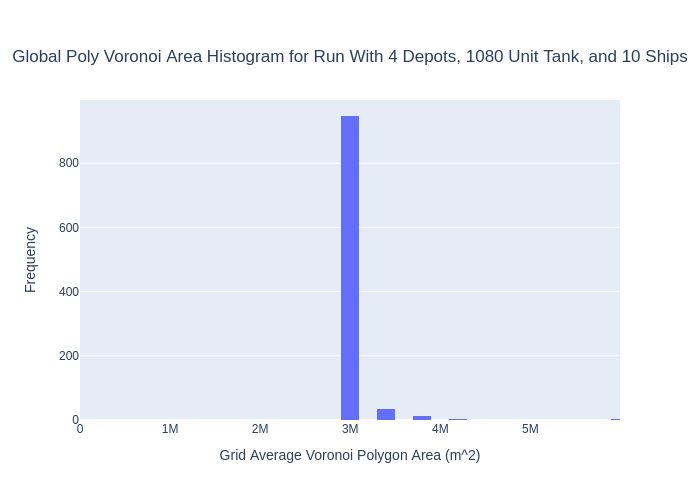 Global Poly Voronoi Area Histogram for Run With 4 Depots, 1080 Unit Tank, and 10 Ships
Frequency
800
600
400
200
0
0 1M 2M 3M 4M 5M
Grid Average Voronoi Polygon Area (m^2)